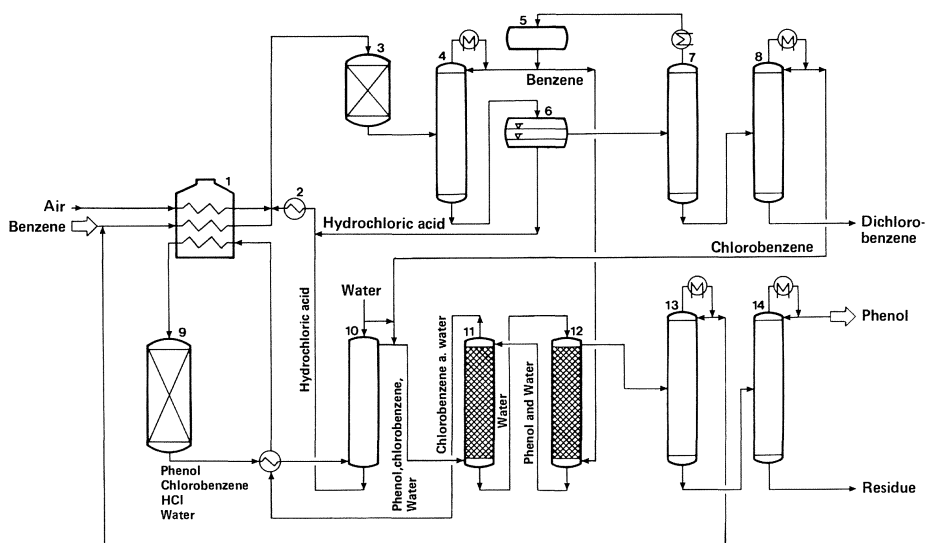 5
3
4
7
8
Benzene
6
1
2
Air
Benzene
Hydrochloric acid
Dichloro-
benzene
Chlorobenzene
Water
Hydrochloric acid
9
10
11
12
13
14
Phenol
Chlorobenzene a. water
Water
Phenol and Water
Phenol,chlorobenzene,
Water
Phenol
Chlorobenzene
HCl
Water
Residue